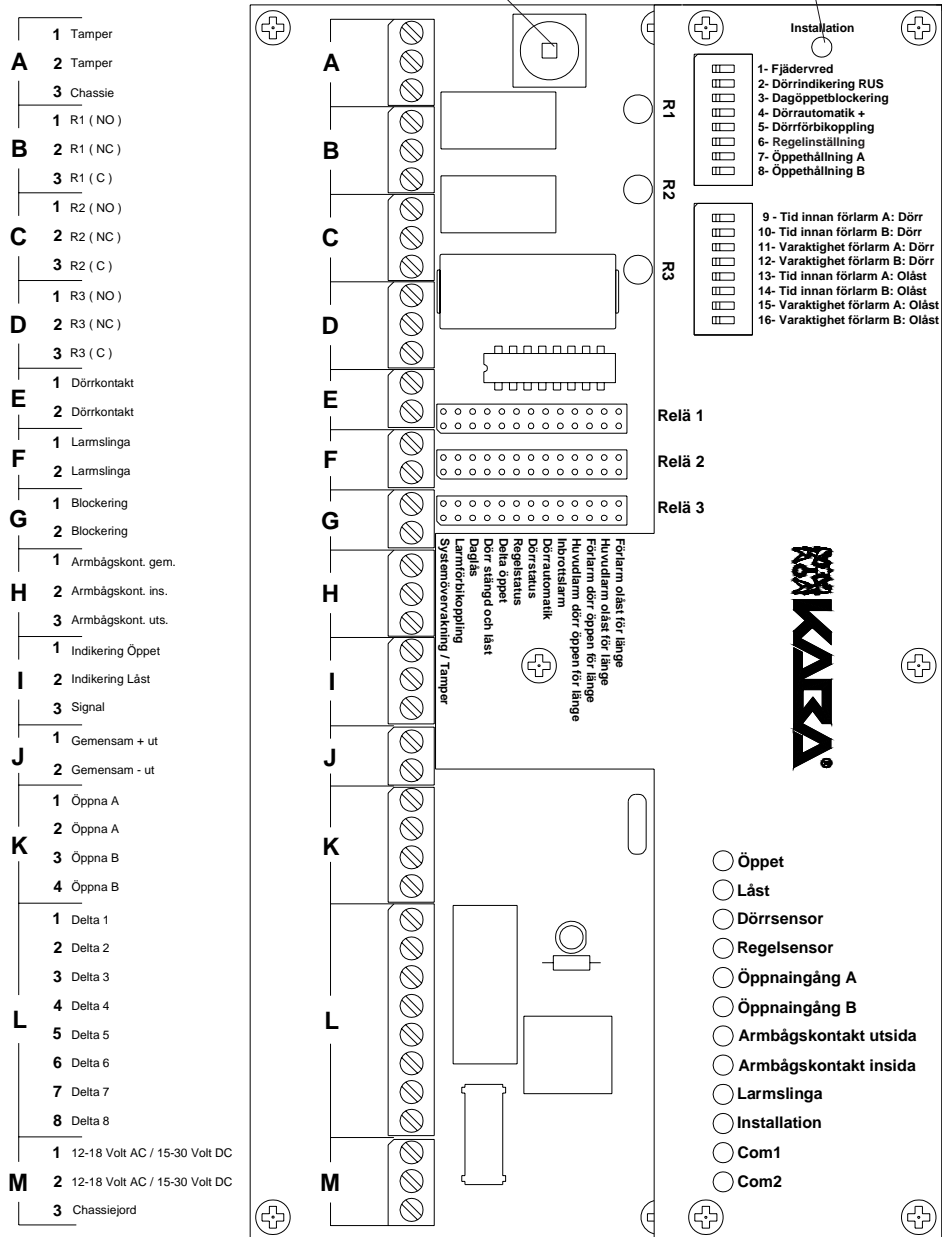 A
1 Tamper
2 Tamper
3 Chassie
B
1 R1 ( NO )
2 R1 ( NC )
3 R1 ( C )
C
1 R2 ( NO )
2 R2 ( NC )
3 R2 ( C )
D
1 R3 ( NO )
2 R3 ( NC )
3 R3 ( C )
E
1 Dörrkontakt
2 Dörrkontakt
F
1 Larmslinga
2 Larmslinga
G
1 Blockering
2 Blockering
H
1 Armbågskont. gem.
2 Armbågskont. ins.
3 Armbågskont. uts.
I
1 Indikering Öppet
2 Indikering Låst
3 Signal
J
1 Gemensam + ut
2 Gemensam - ut
K
1 Öppna A
2 Öppna A
3 Öppna B
4 Öppna B
L
1 Delta 1
2 Delta 2
3 Delta 3
4 Delta 4
5 Delta 5
6 Delta 6
7 Delta 7
8 Delta 8
M
1 12-18 Volt AC / 15-30 Volt DC
2 12-18 Volt AC / 15-30 Volt DC
3 Chassiejord
A
B
C
D
E
F
G
H
I
J
K
L
M
R1
R2
R3
Relä 1
Relä 2
Relä 3
Systemövervakning / Tamper
Larmförbikoppling
Daglås
Dörr stängd och låst
Delta öppet
Regelstatus
Dörrstatus
Dörrautomatik
Inbrottslarm
Huvudlarm dörr öppen för länge
Förlarm dörr öppen för länge
Huvudlarm olåst för länge
Förlarm olåst för länge
Installation
1- Fjädervred
2- Dörrindikering RUS
3- Dagöppetblockering
4- Dörrautomatik +
5- Dörrförbikoppling
6- Regelinställning
7- Öppethållning A
8- Öppethållning B
9 - Tid innan förlarm A: Dörr
10- Tid innan förlarm B: Dörr
11- Varaktighet förlarm A: Dörr
12- Varaktighet förlarm B: Dörr
13- Tid innan förlarm A: Olåst
14- Tid innan förlarm B: Olåst
15- Varaktighet förlarm A: Olåst
16- Varaktighet förlarm B: Olåst
KABA®
Öppet
Låst
Dörrsensor
Regelsensor
Öppnaingång A
Öppnaingång B
Armbågskontakt utsida
Armbågskontakt insida
Larmslinga
Installation
Com1
Com2